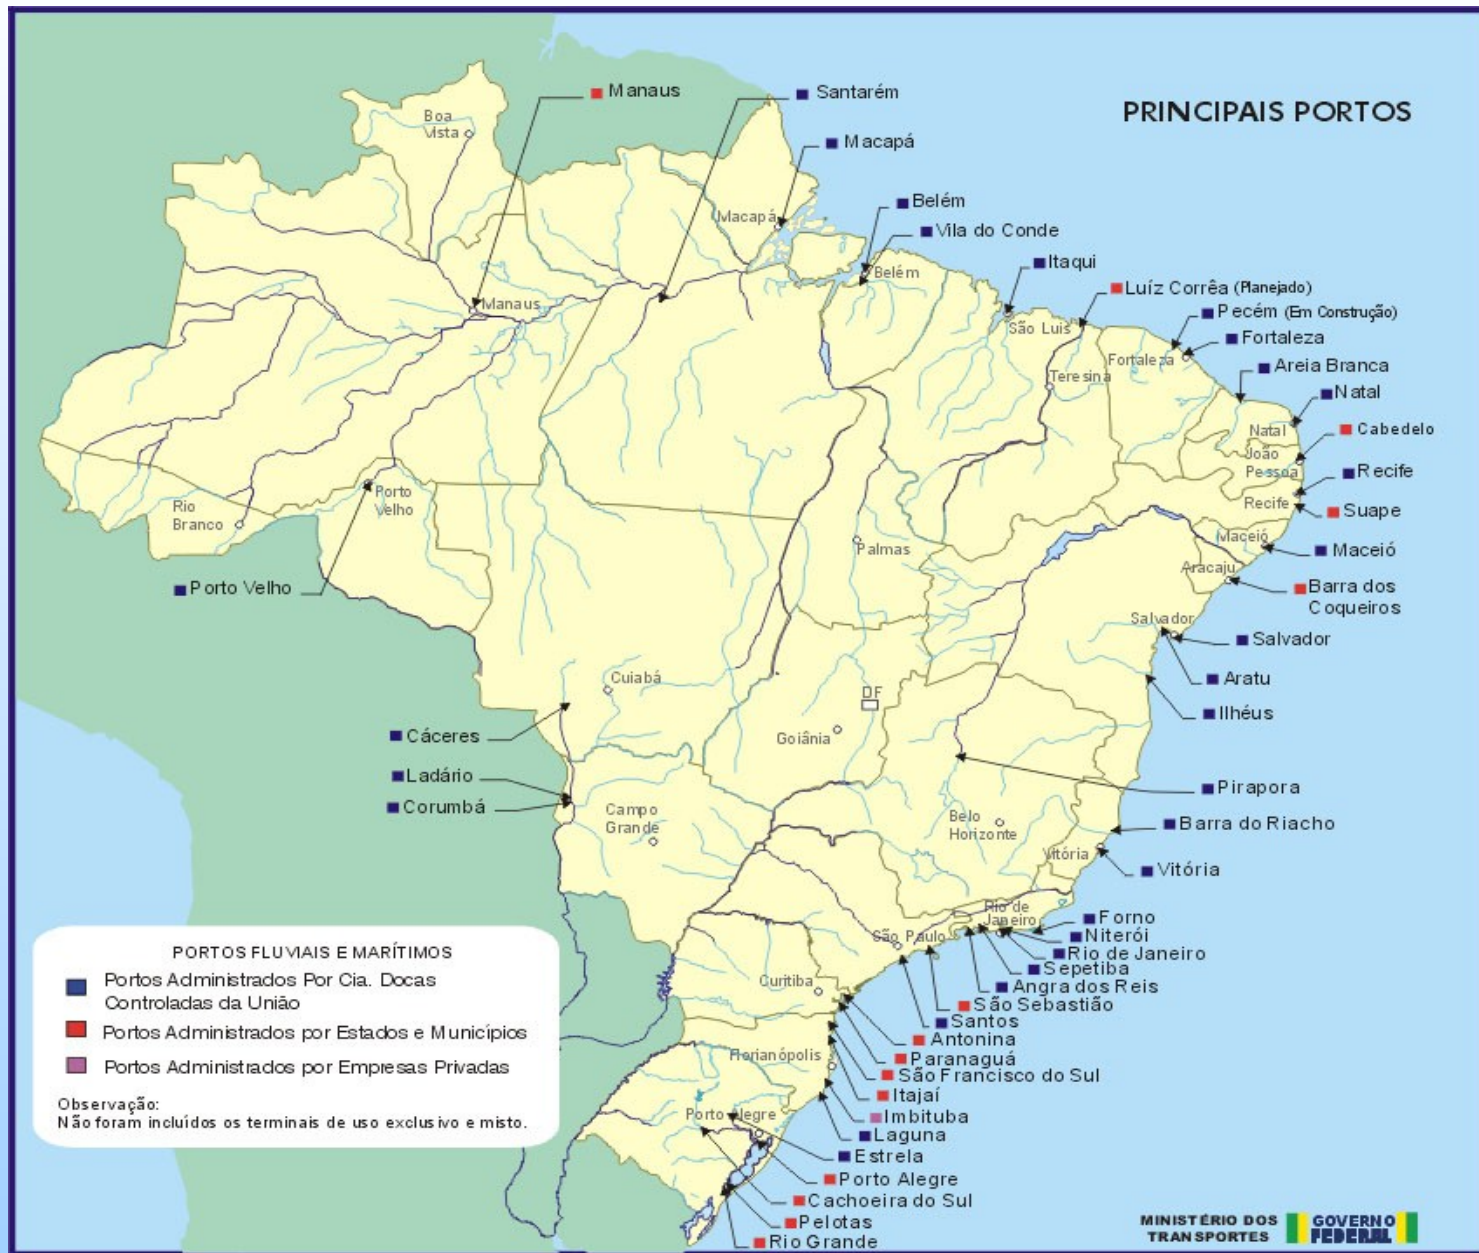 PRINCIPAIS PORTOS
Manaus
Santarém
Macapá
Belém
Vila do Conde
Itaqui
Luíz Corrêa (Planejado)
Pecém (Em Construção)
Fortaleza
Areia Branca
Natal
Cabedelo
Recife
Suape
Maceió
Barra dos
Coqueiros
Salvador
Aratu
Ilhéus
Pirapora
Barra do Riacho
Vitória
Forno
Niterói
Rio de Janeiro
Sepetiba
Angra dos Reis
São Sebastião
Santos
Antonina
Paranaguá
São Francisco do Sul
Itajaí
Imbituba
Laguna
Estrela
Porto Alegre
Cachoeira do Sul
Pelotas
Rio Grande
Porto Velho
Cáceres
Ladário
Corumbá
Boa
Vista
Macapá
Manaus
Belém
São Luis
Teresina
Fortaleza
Natal
João
Pessoa
Recife
Maceió
Aracaju
Salvador
Palmas
Porto
Velho
Rio
Branco
Cuiabá
DF
Goiânia
Campo
Grande
Belo
Horizonte
Vitória
Rio de
Janeiro
São Paulo
Curitiba
Florianópolis
Porto Alegre
PORTOS FLUVIAIS E MARÍTIMOS
Portos Administrados Por Cia. Docas
Controladas da União
Portos Administrados por Estados e Municípios
Portos Administrados por Empresas Privadas
Observação:
Não foram incluídos os terminais de uso exclusivo e misto.
MINISTÉRIO DOS
TRANSPORTES
GOVERNO
FEDERAL